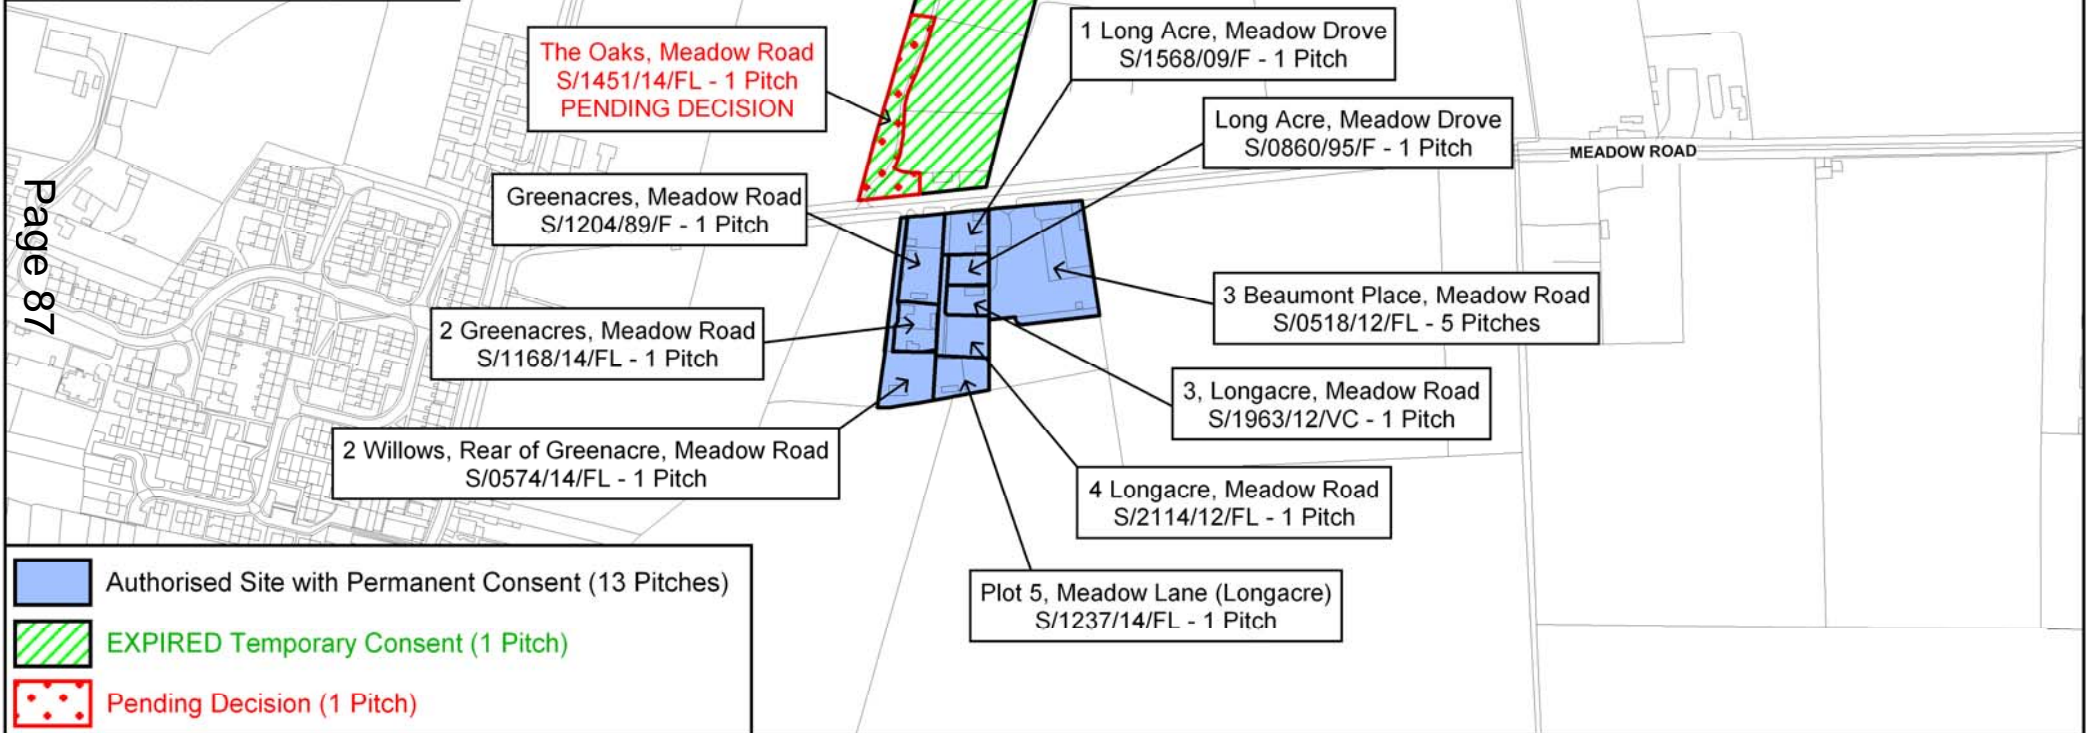 The Oaks, Meadow Road
S/1451/14/FL - 1 Pitch
PENDING DECISION
1 Long Acre, Meadow Drove
S/1568/09/F - 1 Pitch
Long Acre, Meadow Drove
S/0860/95/F - 1 Pitch
MEADOW ROAD
Greenacres, Meadow Road
S/1204/89/F - 1 Pitch
Page 87
3 Beaumont Place, Meadow Road
S/0518/12/FL - 5 Pitches
2 Greenacres, Meadow Road
S/1168/14/FL - 1 Pitch
3, Longacre, Meadow Road
S/1963/12/VC - 1 Pitch
2 Willows, Rear of Greenacre, Meadow Road
S/0574/14/FL - 1 Pitch
4 Longacre, Meadow Road
S/2114/12/FL - 1 Pitch
Plot 5, Meadow Lane (Longacre)
S/1237/14/FL - 1 Pitch
Authorised Site with Permanent Consent (13 Pitches)
EXPIRED Temporary Consent (1 Pitch)
Pending Decision (1 Pitch)